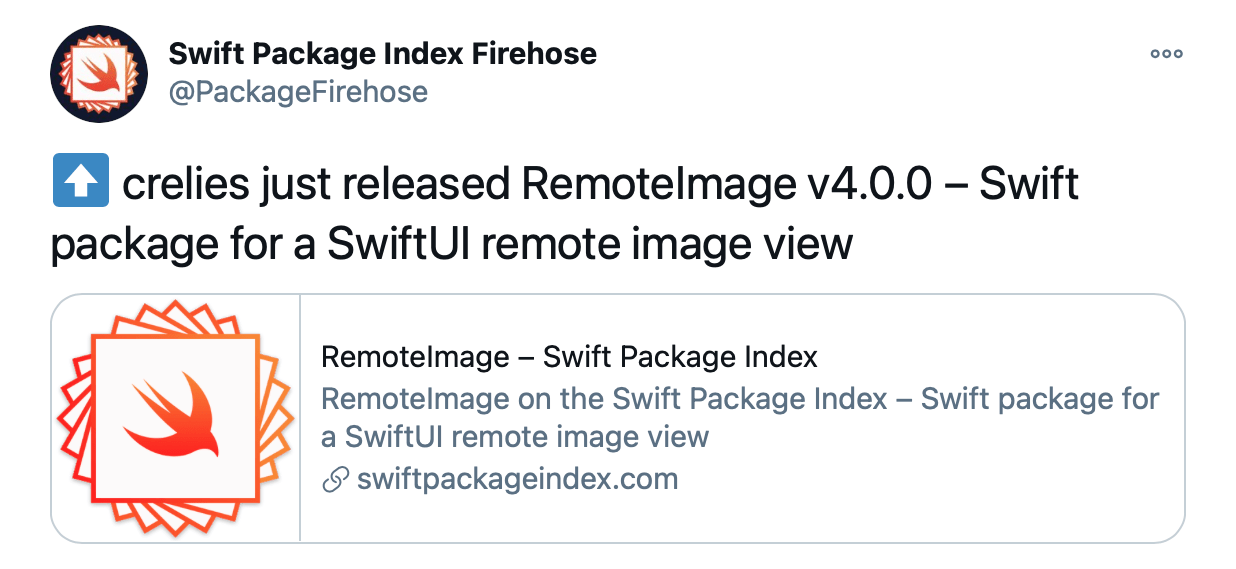 Swift Package Index Firehose
@PackageFirehose
⬆️ crelies just released RemoteImage v4.0.0 – Swift
package for a SwiftUI remote image view
RemoteImage – Swift Package Index
RemoteImage on the Swift Package Index – Swift package for
a SwiftUI remote image view
swiftpackageindex.com